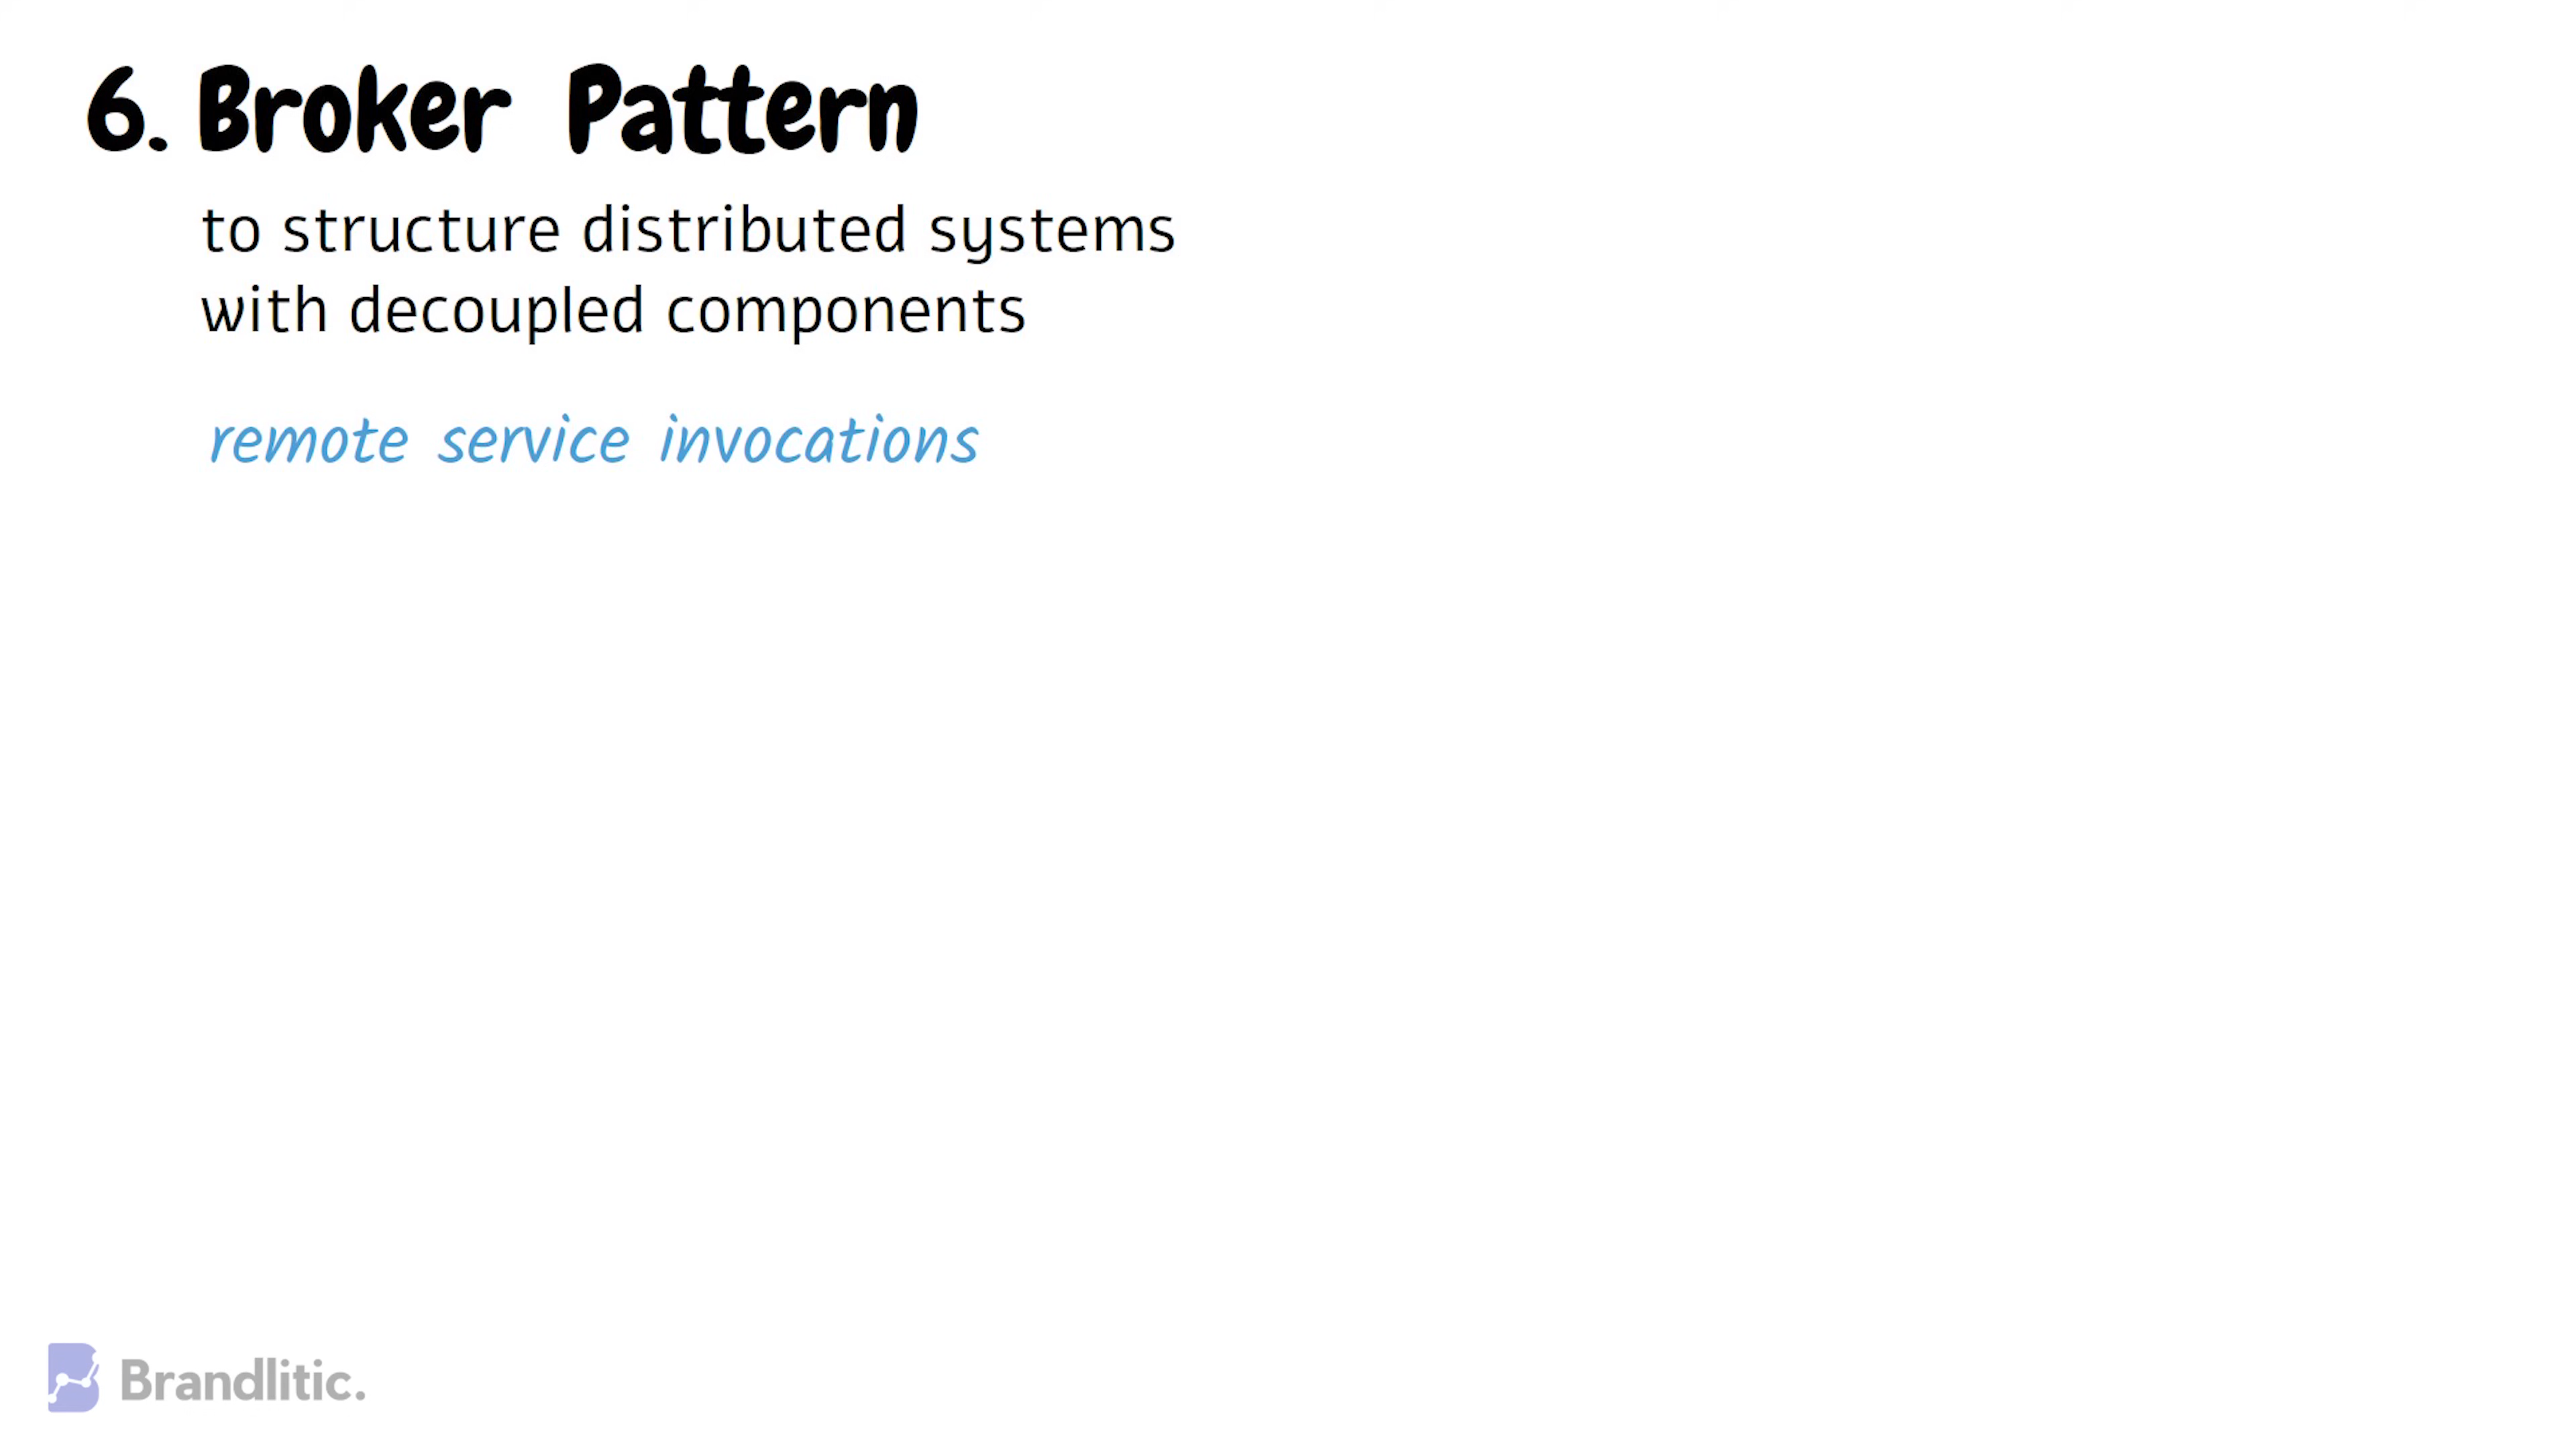 6. Broker Pattern
to structure distributed systems
with decoupled components
remote service invocations
Brandlitic.